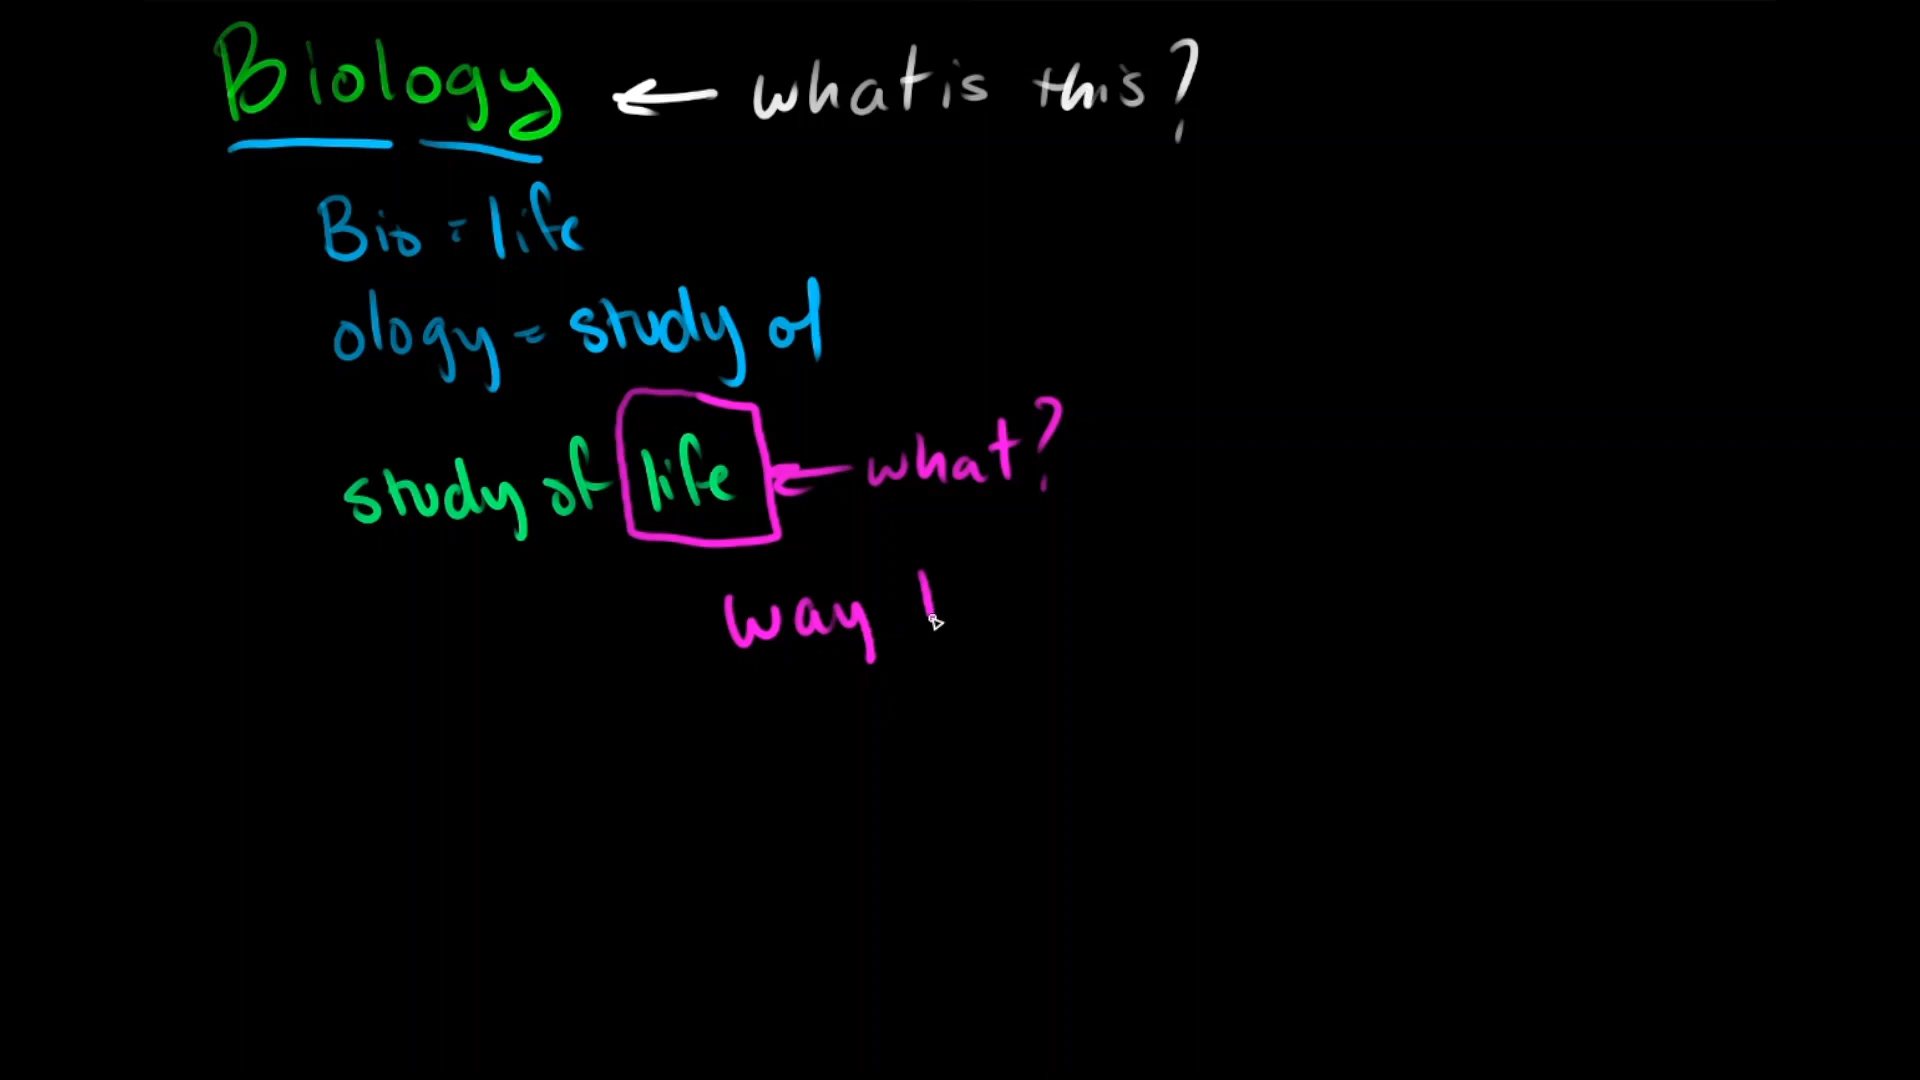 Biology ← what is this?
Bio = life
ology = study of
study of life ← what?
way